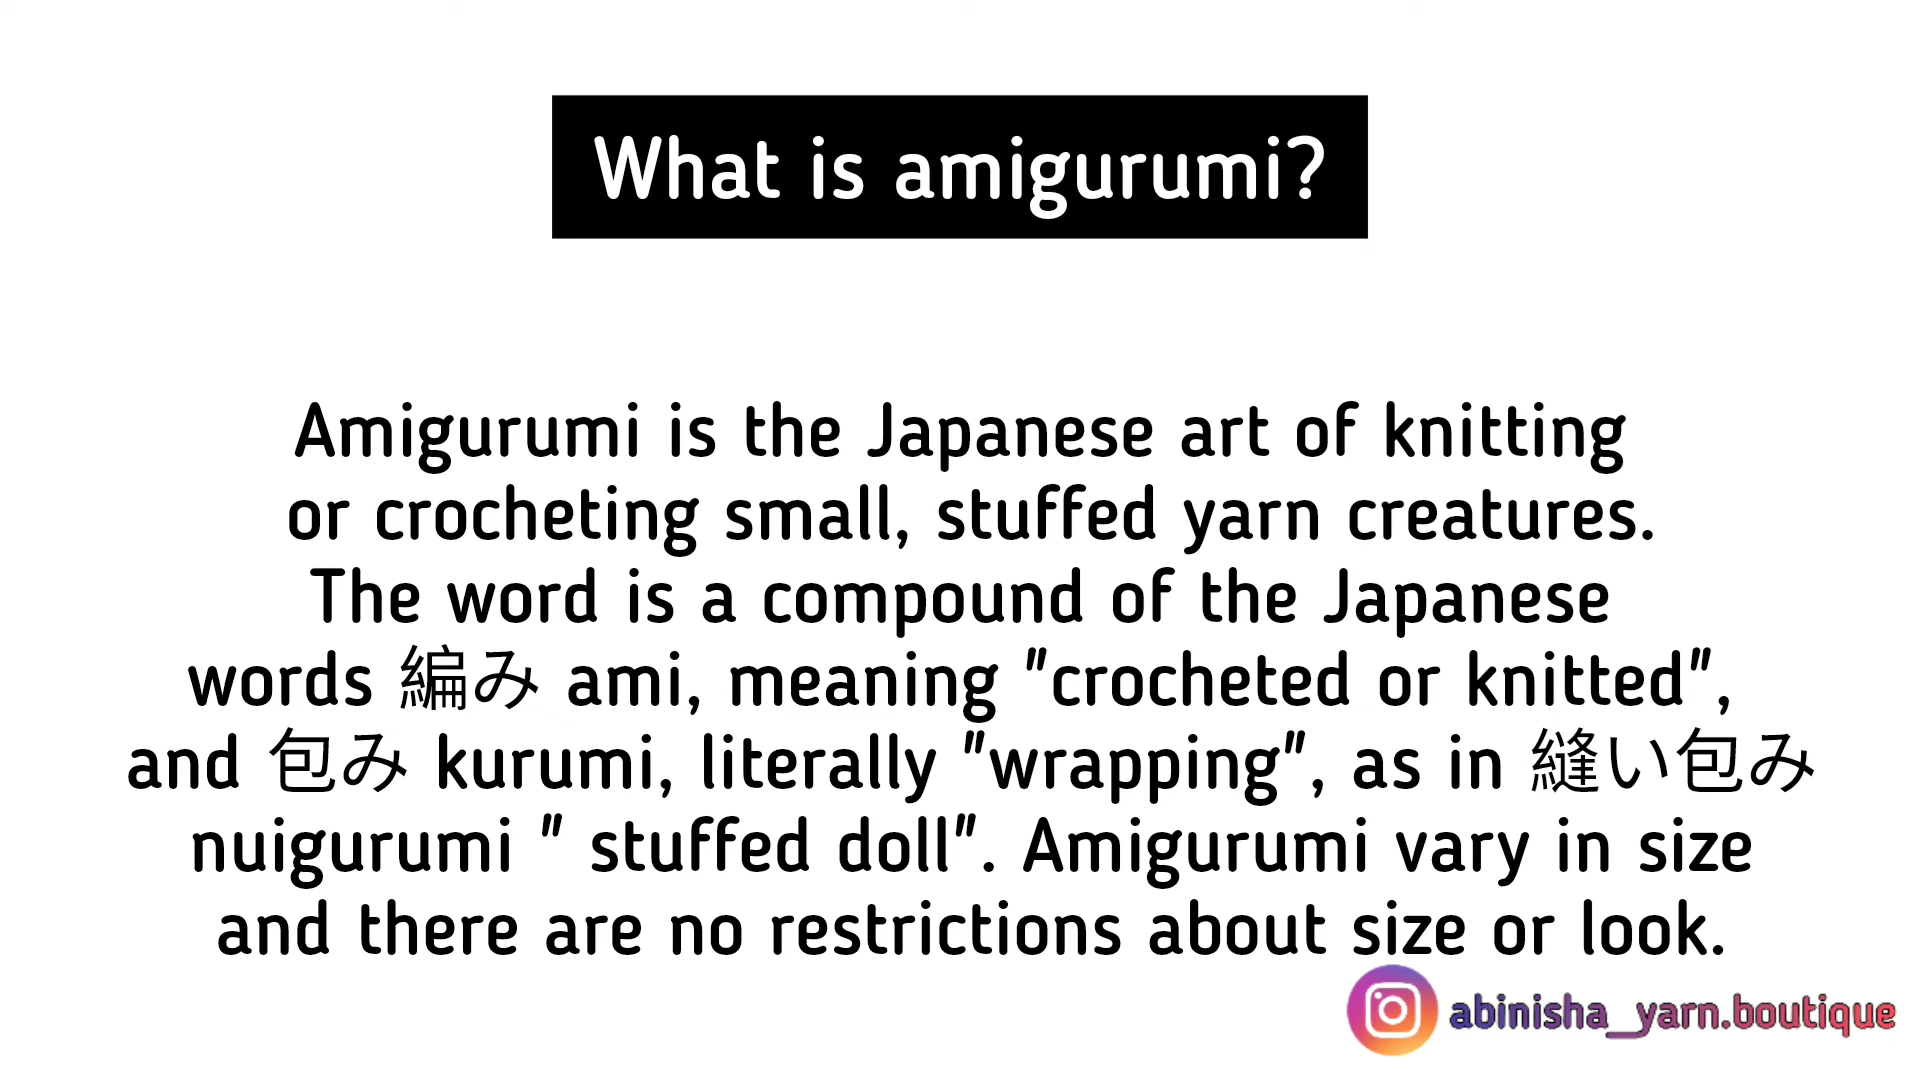 What is amigurumi?
Amigurumi is the Japanese art of knitting
or crocheting small, stuffed yarn creatures.
The word is a compound of the Japanese
words 編み ami, meaning "crocheted or knitted",
and 包み kurumi, literally "wrapping", as in 縫い包み
nuigurumi " stuffed doll". Amigurumi vary in size
and there are no restrictions about size or look.
abinisha_yarn.boutique